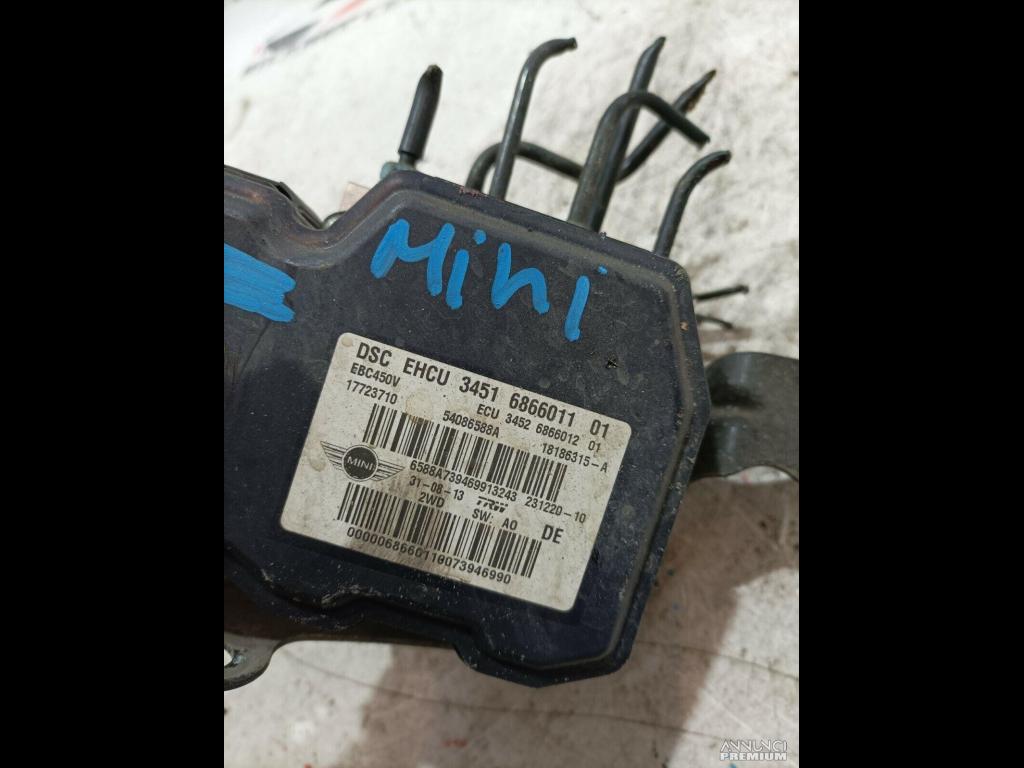 Mini
DSC EHCU 3451 6866011 01
EBC450V ECU 3452 6866012 01
17723710 54086588A 18186315-A
6588A739469913243 231220-10
MINI 31-08-13 TRW DE
2WD SW: A0
0000068660110073946990
ANNUNCI
PREMIUM